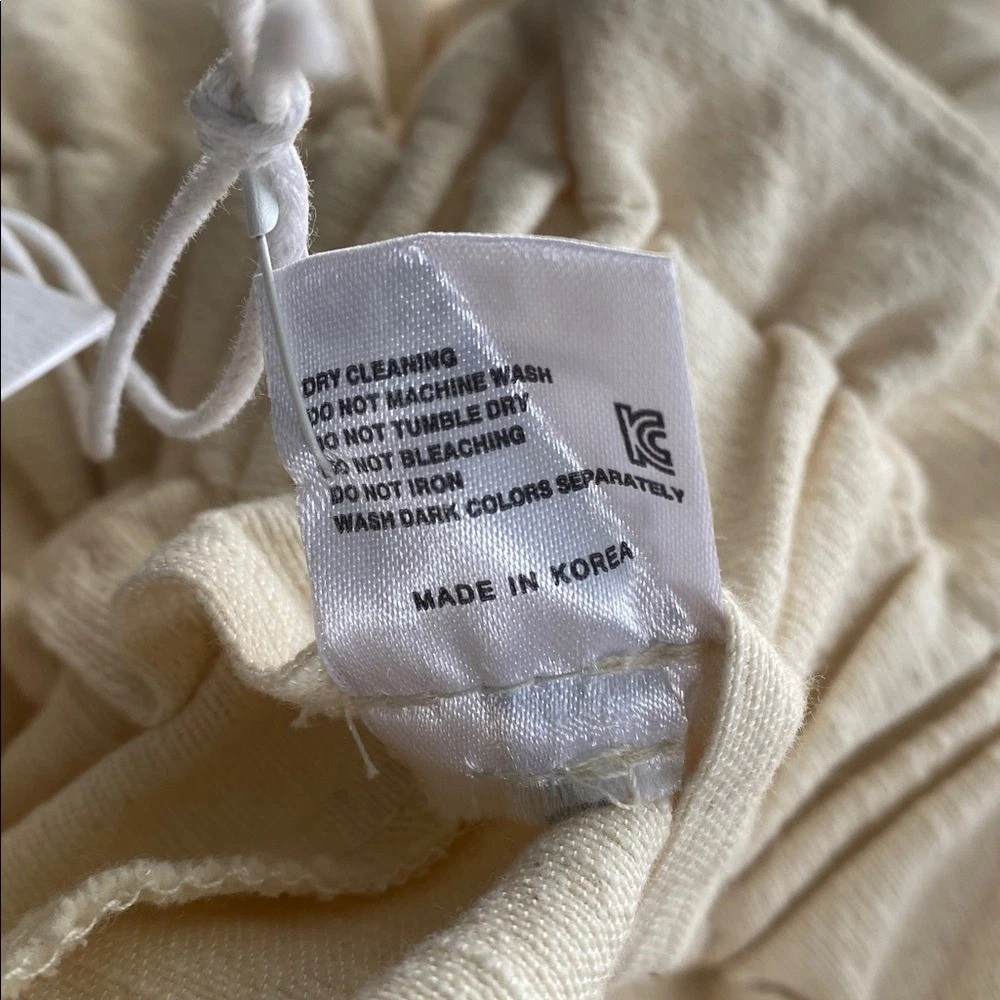 DRY CLEANING
DO NOT MACHINE WASH
DO NOT TUMBLE DRY
DO NOT BLEACHING
DO NOT IRON
WASH DARK COLORS SEPARATELY
KC
MADE IN KOREA